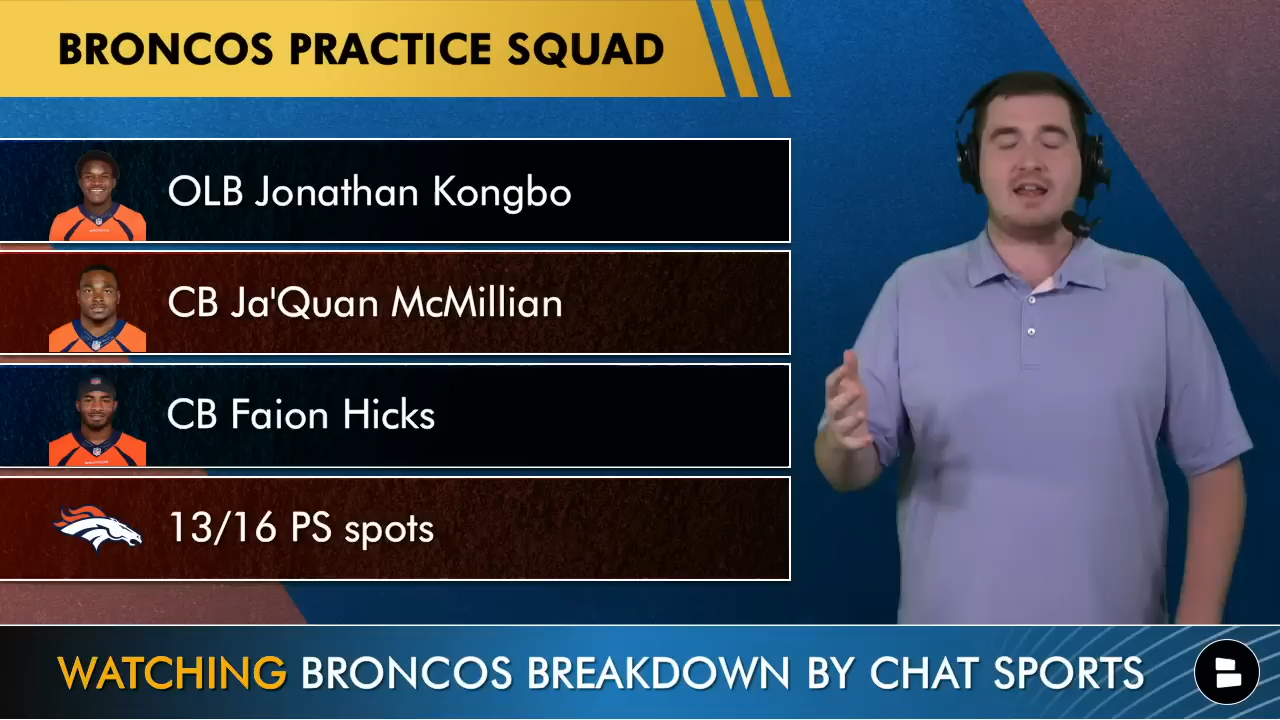 BRONCOS PRACTICE SQUAD
OLB Jonathan Kongbo
CB Ja'Quan McMillian
CB Faion Hicks
13/16 PS spots
WATCHING BRONCOS BREAKDOWN BY CHAT SPORTS